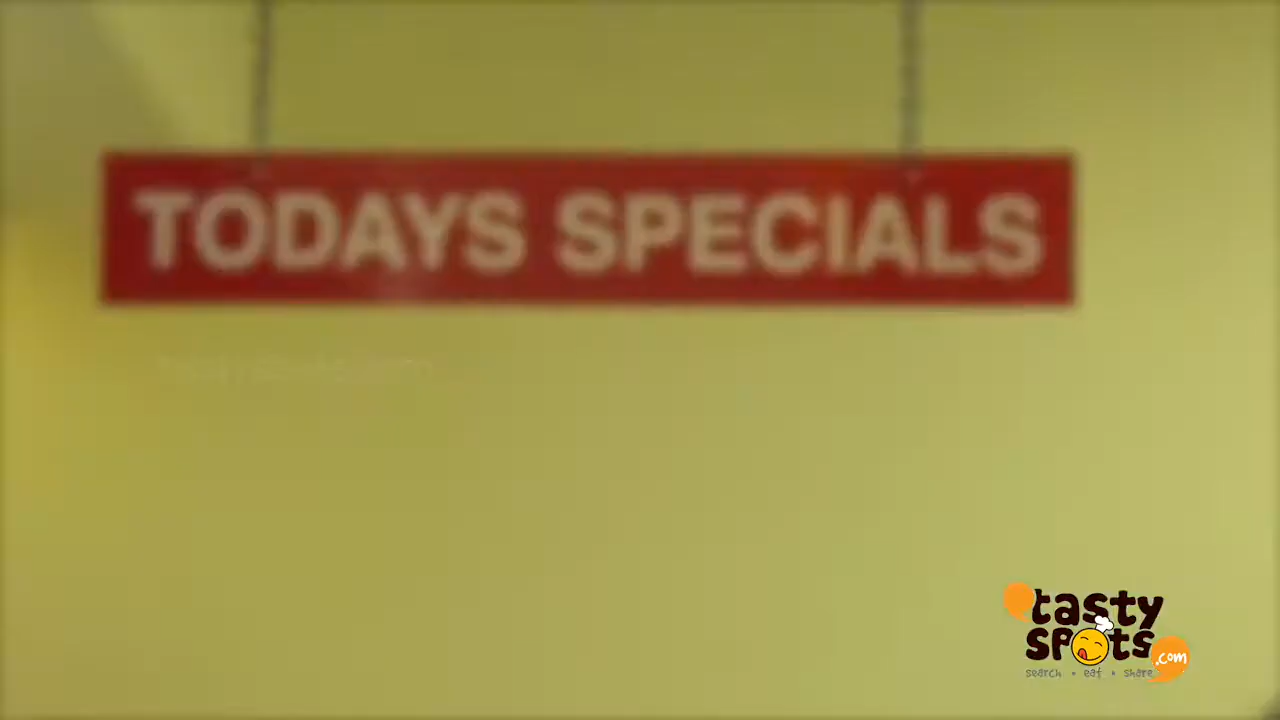 TODAYS SPECIALS
tasty
spots
.com
search • eat • share